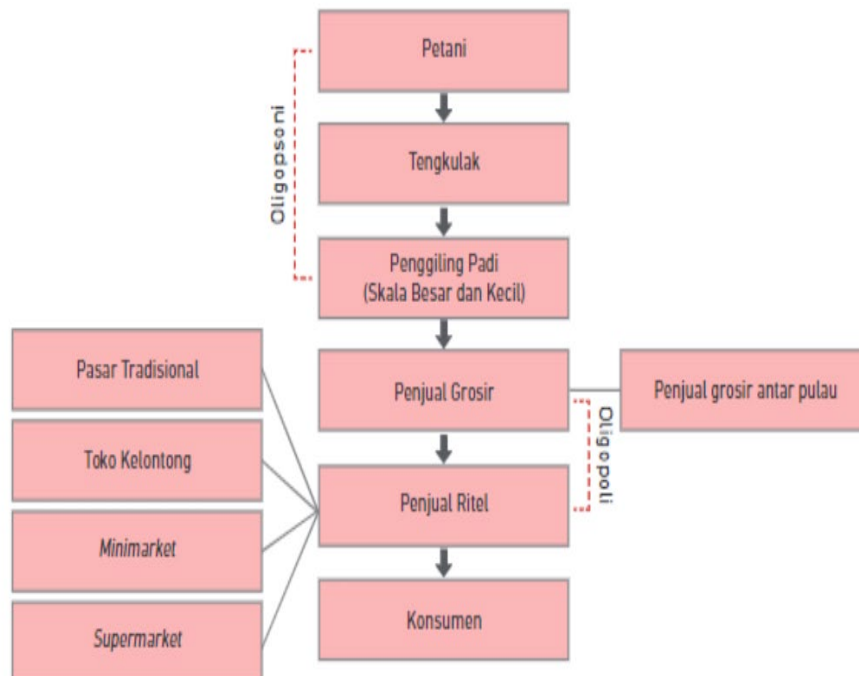 Petani
Oligopsoni
Tengkulak
Penggiling Padi
(Skala Besar dan Kecil)
Pasar Tradisional
Penjual Grosir
Penjual grosir antar pulau
Oligopoli
Toko Kelontong
Penjual Ritel
Minimarket
Supermarket
Konsumen